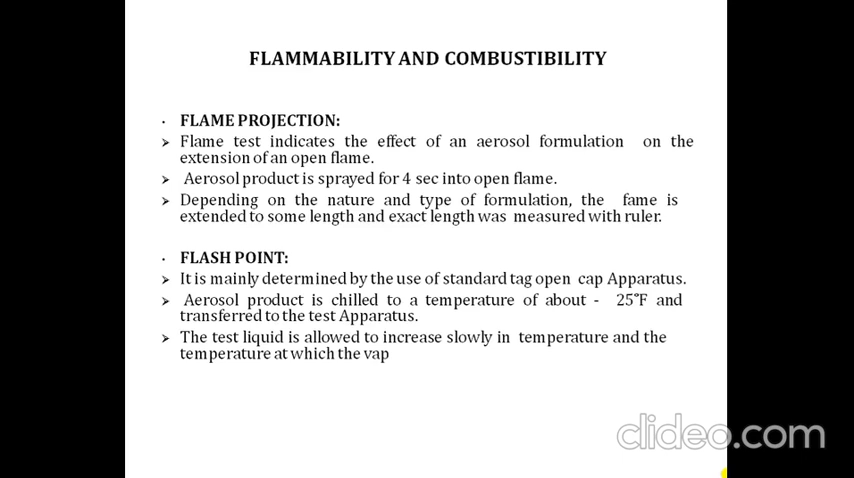 FLAMMABILITY AND COMBUSTIBILITY
• FLAME PROJECTION:
➢ Flame test indicates the effect of an aerosol formulation on the
extension of an open flame.
➢ Aerosol product is sprayed for 4 sec into open flame.
➢ Depending on the nature and type of formulation, the fame is
extended to some length and exact length was measured with ruler.
• FLASH POINT:
➢ It is mainly determined by the use of standard tag open cap Apparatus.
➢ Aerosol product is chilled to a temperature of about - 25˚F and
transferred to the test Apparatus.
➢ The test liquid is allowed to increase slowly in temperature and the
temperature at which the vap
clideo.com